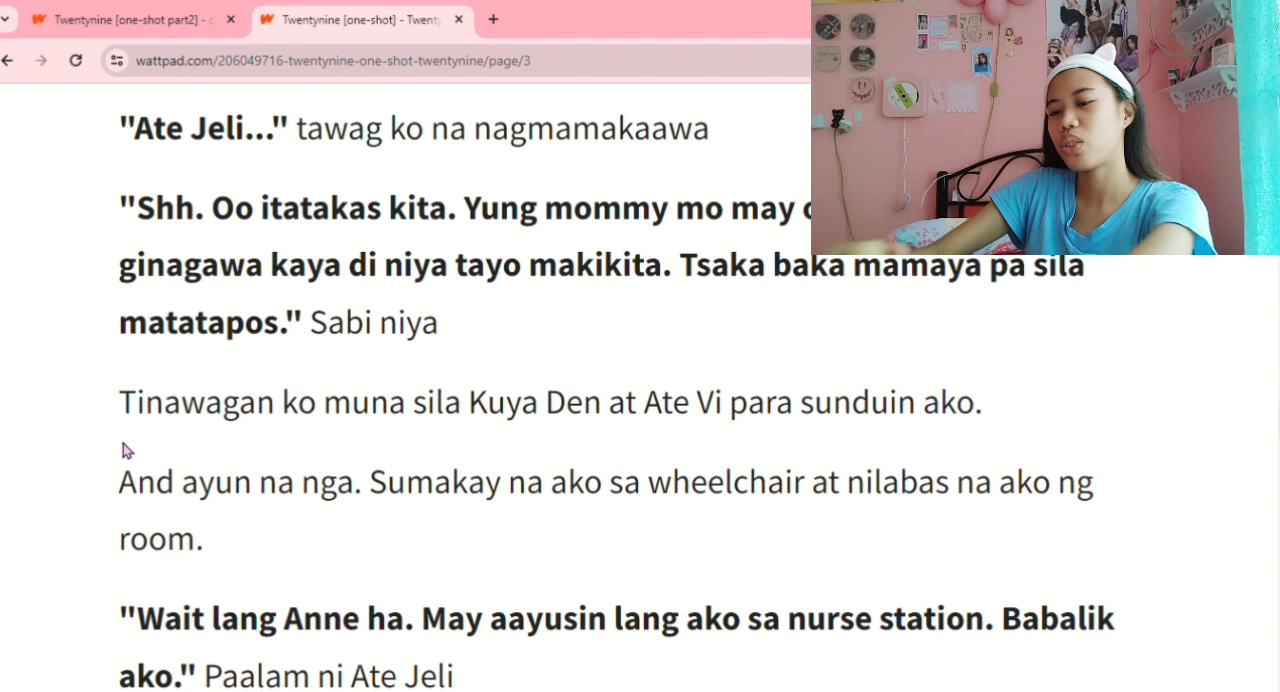 Twentynine [one-shot part2] -
Twentynine [one-shot] - Twenty
wattpad.com/206049716-twentynine-one-shot-twentynine/page/3
"Ate Jeli..." tawag ko na nagmamakaawa
"Shh. Oo itatakas kita. Yung mommy mo may
ginagawa kaya di niya tayo makikita. Tsaka baka mamaya pa sila
matatapos." Sabi niya
Tinawagan ko muna sila Kuya Den at Ate Vi para sunduin ako.
And ayun na nga. Sumakay na ako sa wheelchair at nilabas na ako ng
room.
"Wait lang Anne ha. May aayusin lang ako sa nurse station. Babalik
ako." Paalam ni Ate Jeli